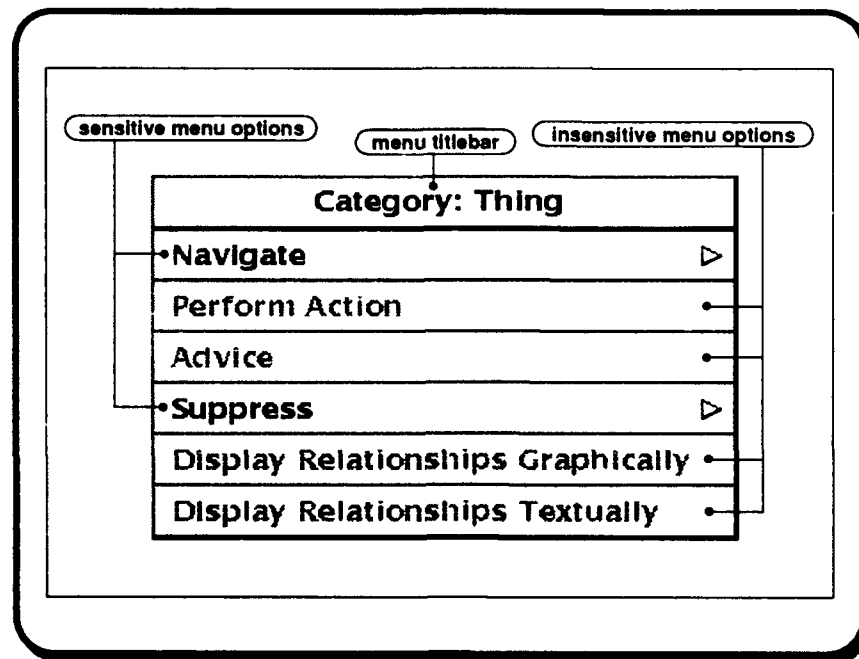 sensitive menu options
menu titlebar
insensitive menu options
Category: Thing
Navigate
Perform Action
Advice
Suppress
Display Relationships Graphically
Display Relationships Textually